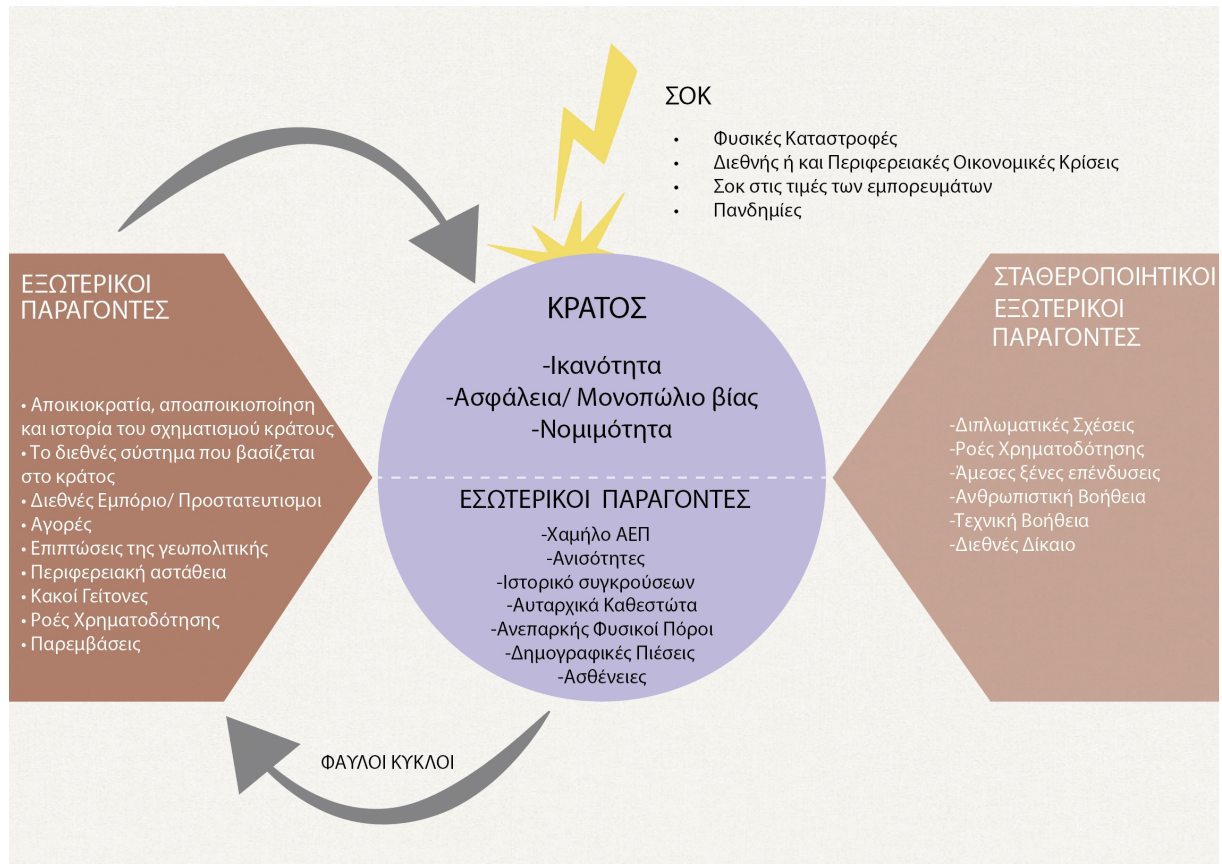 ΣΟΚ
• Φυσικές Καταστροφές
• Διεθνής ή και Περιφερειακές Οικονομικές Κρίσεις
• Σοκ στις τιμές των εμπορευμάτων
• Πανδημίες
ΕΞΩΤΕΡΙΚΟΙ
ΠΑΡΑΓΟΝΤΕΣ
• Αποικιοκρατία, αποαποικιοποίηση
και ιστορία του σχηματισμού κράτους
• Το διεθνές σύστημα που βασίζεται
στο κράτος
• Διεθνές Εμπόριο/ Προστατευτισμοι
• Αγορές
• Επιπτώσεις της γεωπολιτικής
• Περιφερειακή αστάθεια
• Κακοί Γείτονες
• Ροές Χρηματοδότησης
• Παρεμβάσεις
ΚΡΑΤΟΣ
-Ικανότητα
-Ασφάλεια/ Μονοπώλιο βίας
-Νομιμότητα
ΕΣΩΤΕΡΙΚΟΙ ΠΑΡΑΓΟΝΤΕΣ
-Χαμήλο ΑΕΠ
-Ανισότητες
-Ιστορικό συγκρούσεων
-Αυταρχικά Καθεστώτα
-Ανεπαρκής Φυσικοί Πόροι
-Δημογραφικές Πιέσεις
-Ασθένειες
ΣΤΑΘΕΡΟΠΟΙΗΤΙΚΟΙ
ΕΞΩΤΕΡΙΚΟΙ
ΠΑΡΑΓΟΝΤΕΣ
-Διπλωματικές Σχέσεις
-Ροές Χρηματοδότησης
-Άμεσες ξένες επένδυσεις
-Ανθρωπιστική Βοήθεια
-Τεχνική Βοήθεια
-Διεθνές Δίκαιο
ΦΑΥΛΟΙ ΚΥΚΛΟΙ